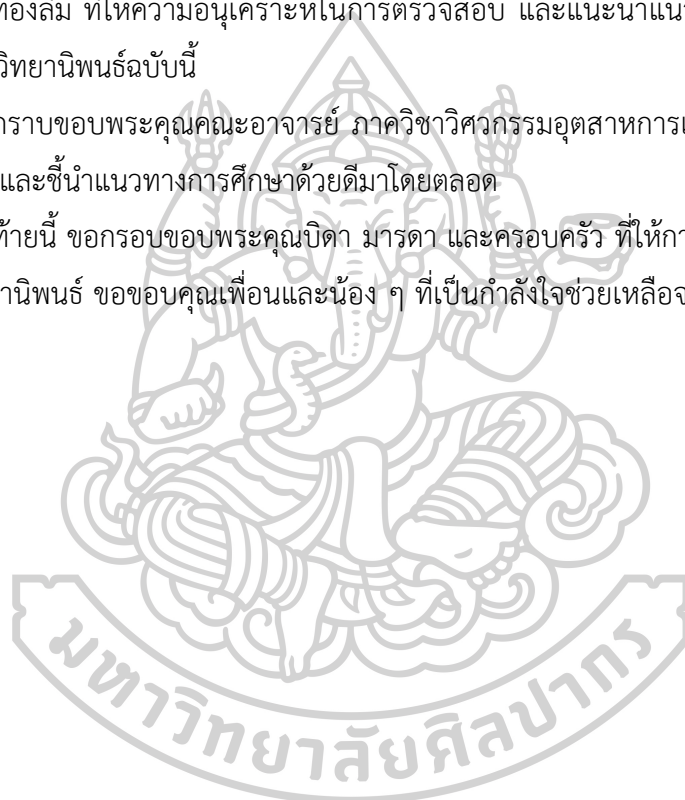 ทองล้ม ที่ให้ความอนุเคราะห์ในการตรวจสอบ และแนะนำแน
วิทยานิพนธ์ฉบับนี้
กราบขอบพระคุณคณะอาจารย์ ภาควิชาวิศวกรรมอุตสาหการแ
และชี้นำแนวทางการศึกษาด้วยดีมาโดยตลอด
ท้ายนี้ ขอกรอบขอบพระคุณบิดา มารดา และครอบครัว ที่ให้กา
านิพนธ์ ขอขอบคุณเพื่อนและน้อง ๆ ที่เป็นกำลังใจช่วยเหลือจ
มหาวิทยาลัยศิลปากร